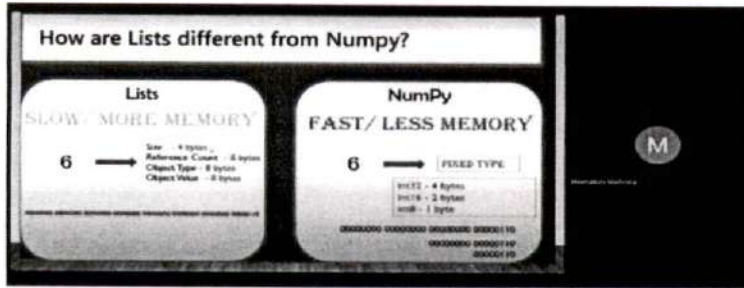 How are Lists different from Numpy?
Lists
SLOW/ MORE MEMORY
6
Size - 4 bytes
Reference Count - 8 bytes
Object Type - 8 bytes
Object Value - 8 bytes
NumPy
FAST/ LESS MEMORY
6
FIXED TYPE
Int32 - 4 bytes
Int16 - 2 bytes
Int8 - 1 byte
00000000 00000000 00000000 00000110
00000000 00000110
00000110
M